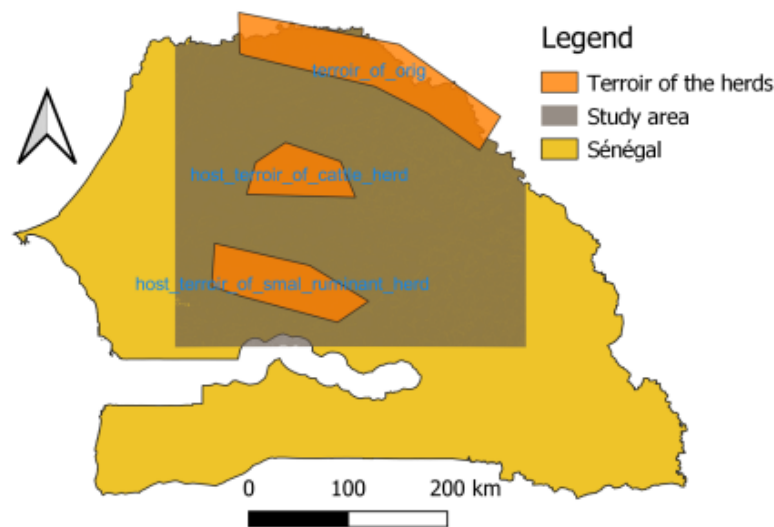 Legend
terroir_of_orig
Terroir of the herds
Study area
Sénégal
host_terroir_of_cattle_herd
host_terroir_of_smal_ruminant_herd
0 100 200 km